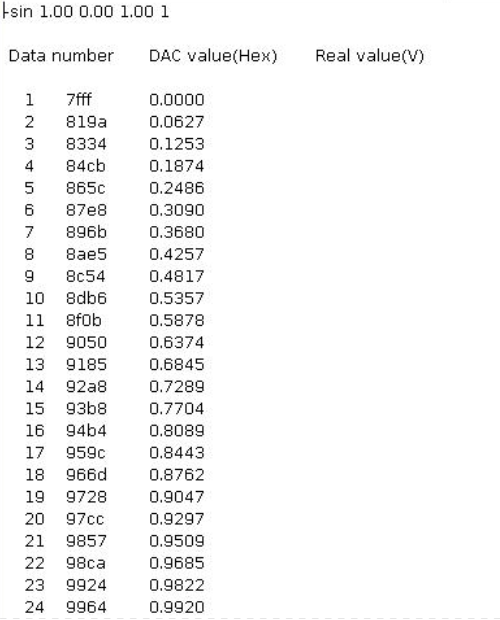 -sin 1.00 0.00 1.00 1
Data number DAC value(Hex) Real value(V)
1 7fff 0.0000
2 819a 0.0627
3 8334 0.1253
4 84cb 0.1874
5 865c 0.2486
6 87e8 0.3090
7 896b 0.3680
8 8ae5 0.4257
9 8c54 0.4817
10 8db6 0.5357
11 8f0b 0.5878
12 9050 0.6374
13 9185 0.6845
14 92a8 0.7289
15 93b8 0.7704
16 94b4 0.8089
17 959c 0.8443
18 966d 0.8762
19 9728 0.9047
20 97cc 0.9297
21 9857 0.9509
22 98ca 0.9685
23 9924 0.9822
24 9964 0.9920